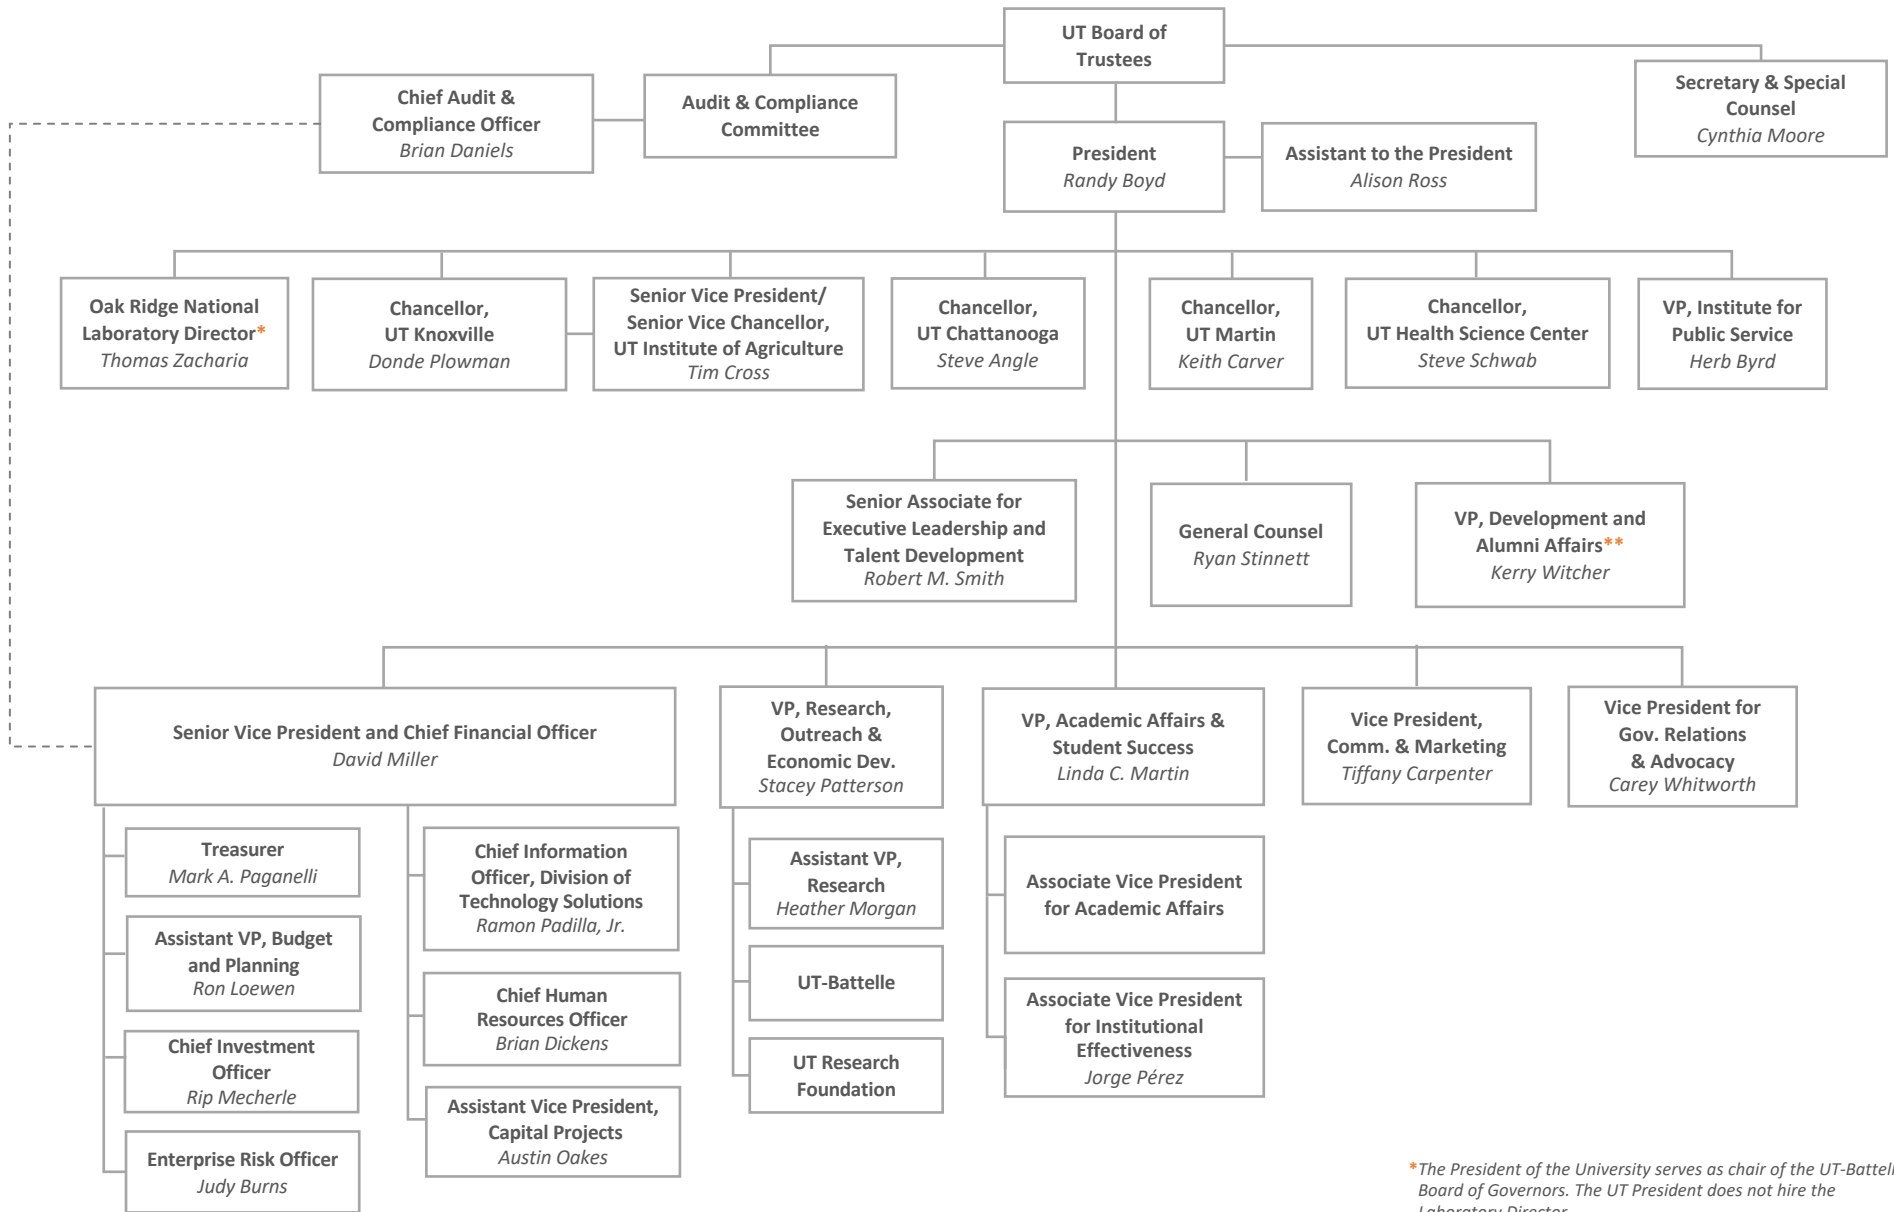 UT Board of
Trustees
Chief Audit &
Compliance Officer
Brian Daniels
Audit & Compliance
Committee
Secretary & Special
Counsel
Cynthia Moore
President
Randy Boyd
Assistant to the President
Alison Ross
Oak Ridge National
Laboratory Director*
Thomas Zacharia
Chancellor,
UT Knoxville
Donde Plowman
Senior Vice President/
Senior Vice Chancellor,
UT Institute of Agriculture
Tim Cross
Chancellor,
UT Chattanooga
Steve Angle
Chancellor,
UT Martin
Keith Carver
Chancellor,
UT Health Science Center
Steve Schwab
VP, Institute for
Public Service
Herb Byrd
Senior Associate for
Executive Leadership and
Talent Development
Robert M. Smith
General Counsel
Ryan Stinnett
VP, Development and
Alumni Affairs**
Kerry Witcher
Senior Vice President and Chief Financial Officer
David Miller
VP, Research,
Outreach &
Economic Dev.
Stacey Patterson
VP, Academic Affairs &
Student Success
Linda C. Martin
Vice President,
Comm. & Marketing
Tiffany Carpenter
Vice President for
Gov. Relations
& Advocacy
Carey Whitworth
Treasurer
Mark A. Paganelli
Assistant VP, Budget
and Planning
Ron Loewen
Chief Investment
Officer
Rip Mecherle
Enterprise Risk Officer
Judy Burns
Chief Information
Officer, Division of
Technology Solutions
Ramon Padilla, Jr.
Chief Human
Resources Officer
Brian Dickens
Assistant Vice President,
Capital Projects
Austin Oakes
Assistant VP,
Research
Heather Morgan
UT-Battelle
UT Research
Foundation
Associate Vice President
for Academic Affairs
Associate Vice President
for Institutional
Effectiveness
Jorge Pérez
*The President of the University serves as chair of the UT-Battell
Board of Governors. The UT President does not hire the
Laboratory Director